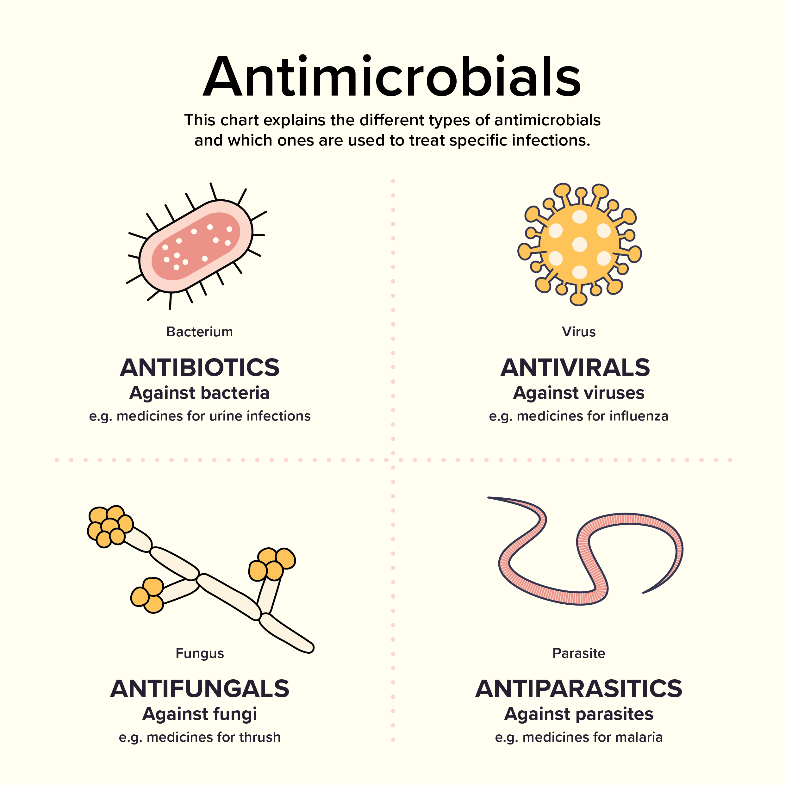 Antimicrobials
This chart explains the different types of antimicrobials
and which ones are used to treat specific infections.
Bacterium
ANTIBIOTICS
Against bacteria
e.g. medicines for urine infections
Virus
ANTIVIRALS
Against viruses
e.g. medicines for influenza
Fungus
ANTIFUNGALS
Against fungi
e.g. medicines for thrush
Parasite
ANTIPARASITICS
Against parasites
e.g. medicines for malaria